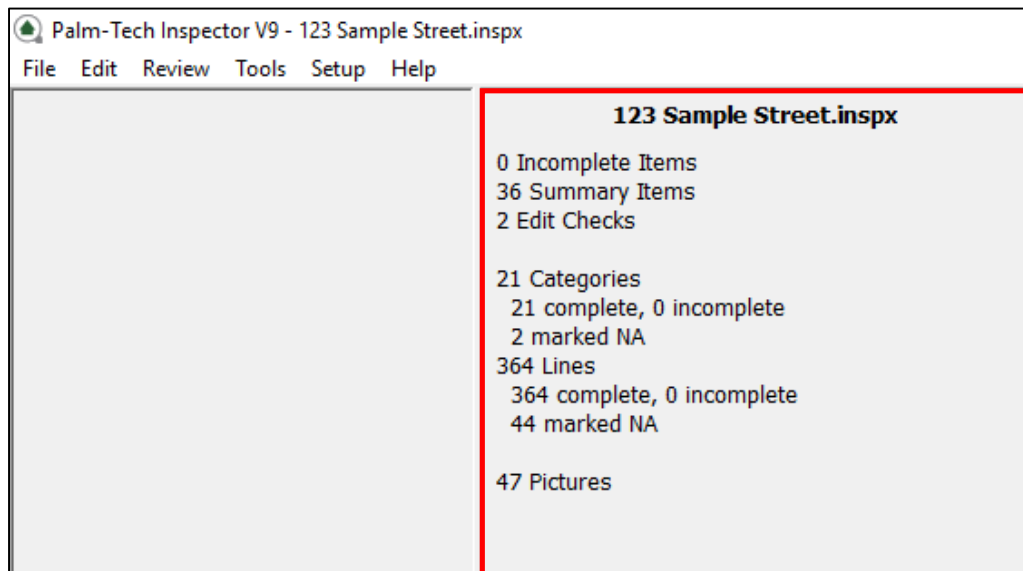 Palm-Tech Inspector V9 - 123 Sample Street.inspx
File Edit Review Tools Setup Help
123 Sample Street.inspx
0 Incomplete Items
36 Summary Items
2 Edit Checks
21 Categories
21 complete, 0 incomplete
2 marked NA
364 Lines
364 complete, 0 incomplete
44 marked NA
47 Pictures